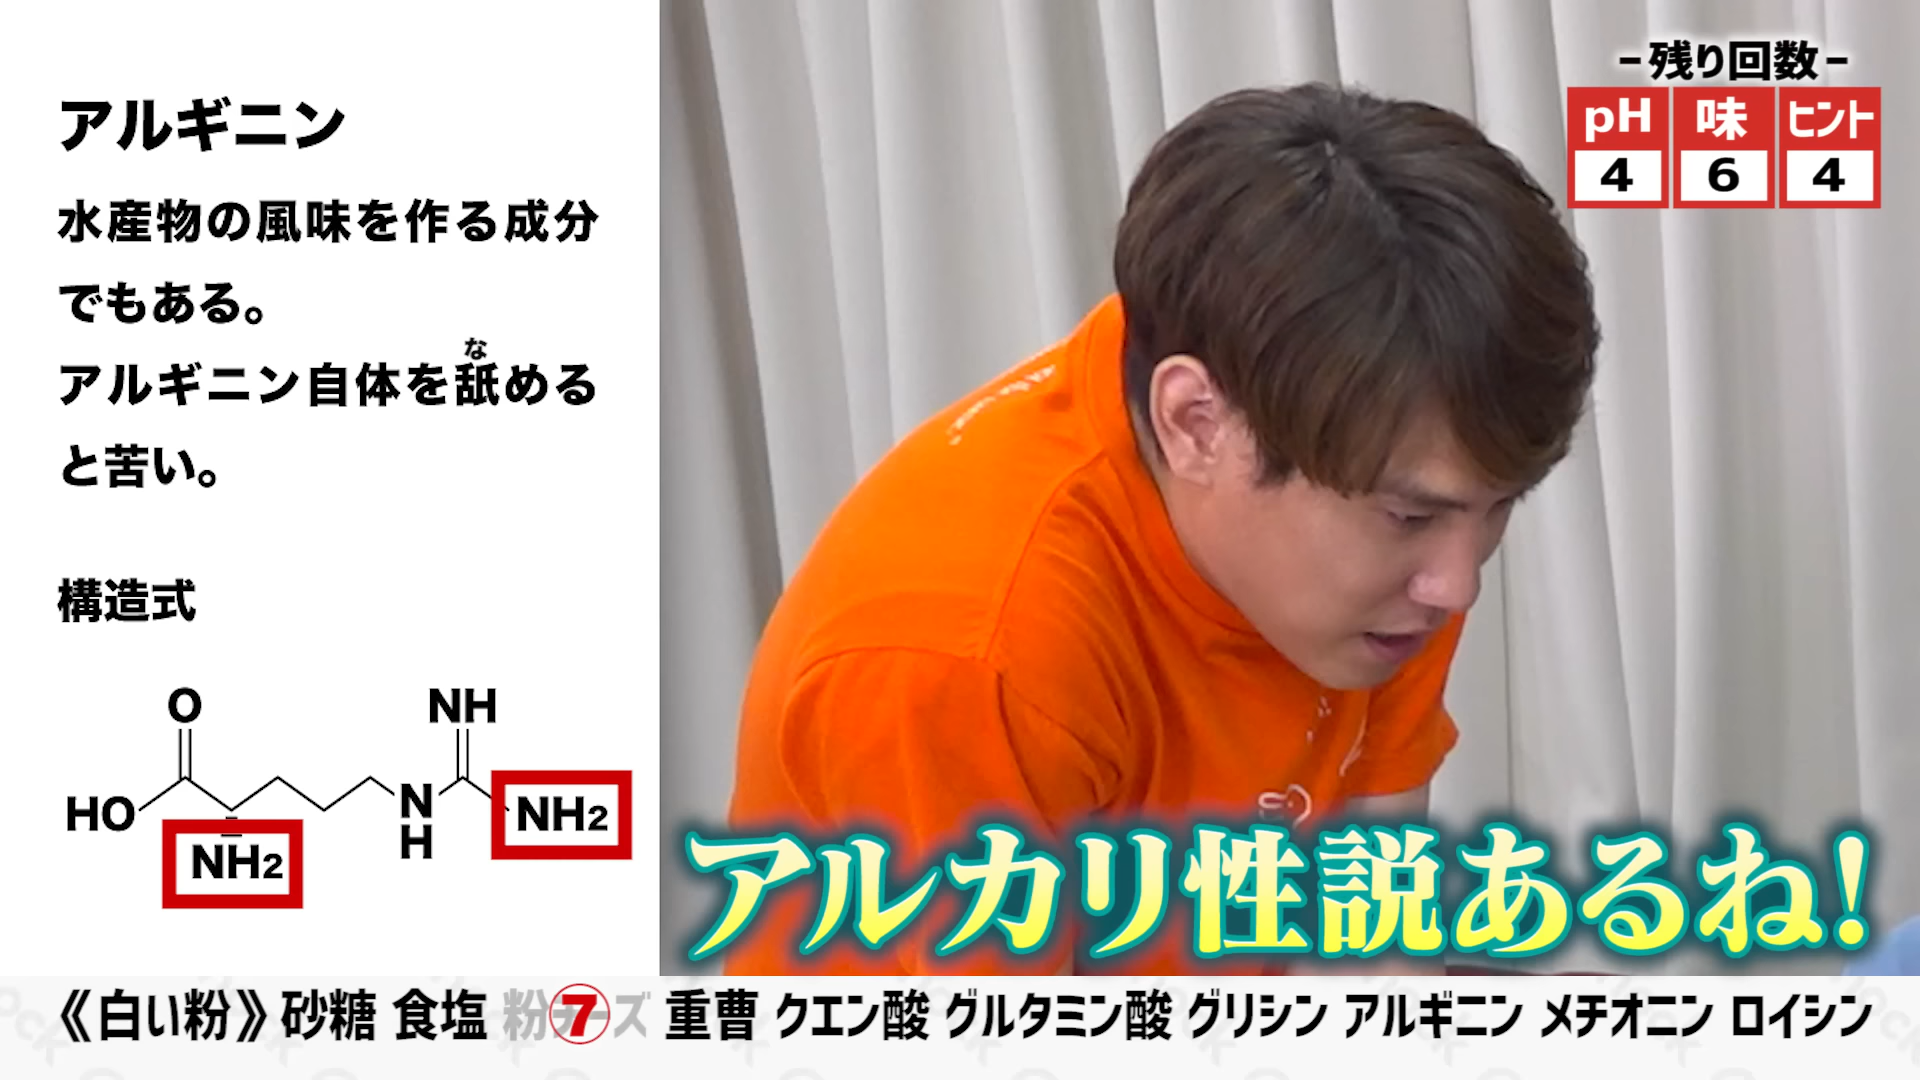 アルギニン
水産物の風味を作る成分
でもある。
な
アルギニン自体を舐める
と苦い。
構造式
O
NH
HO
N
H
NH2
NH2
－残り回数－
pH 味 ヒント
4 6 4
アルカリ性説あるね！
《白い粉》砂糖 食塩 粉チーズ ⑦ 重曹 クエン酸 グルタミン酸 グリシン アルギニン メチオニン ロイシン